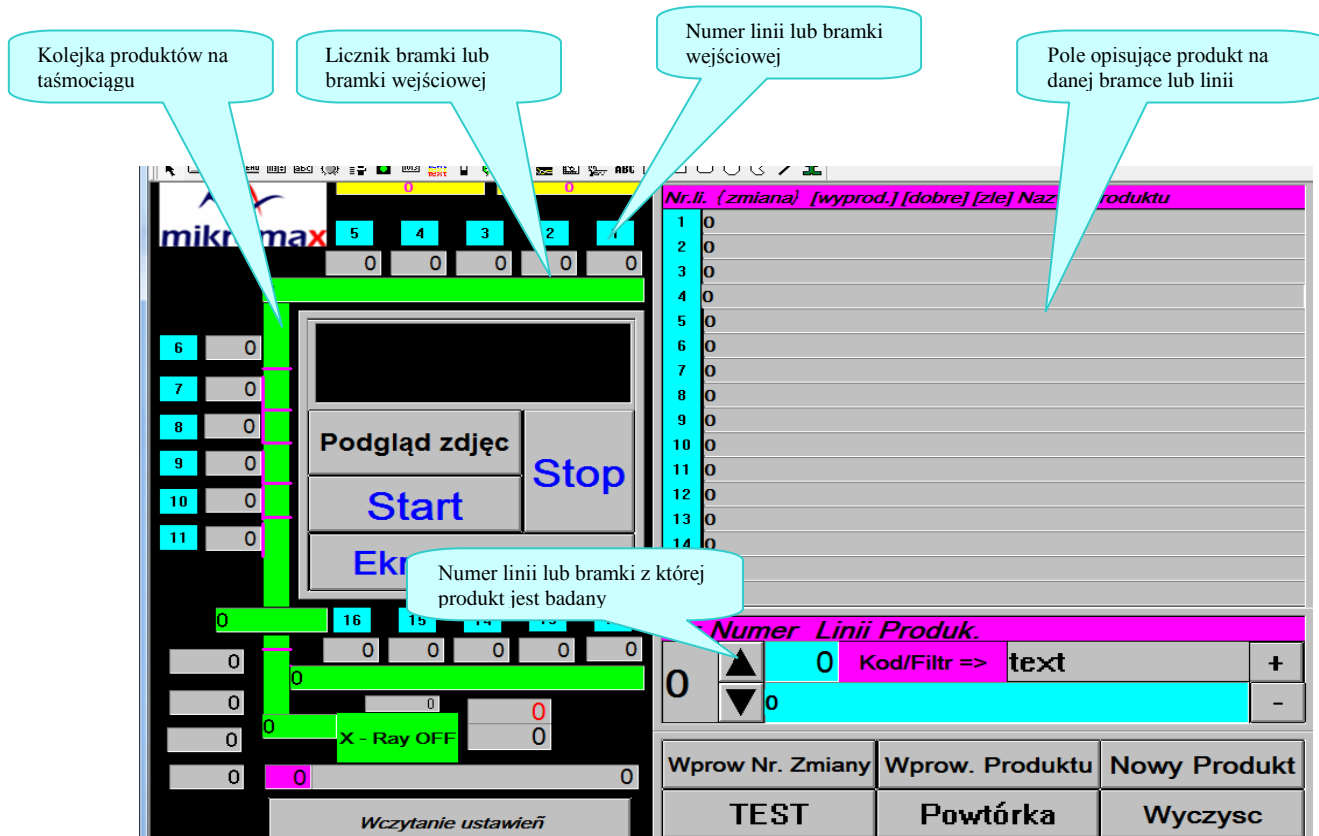 Kolejka produktów na
taśmociągu
Licznik bramki lub
bramki wejściowej
Numer linii lub bramki
wejściowej
Pole opisujące produkt na
danej bramce lub linii
0 0
mikromax
5 4 3 2 1
0 0 0 0 0
6 0
7 0
8 0
9 0
10 0
11 0
Podgląd zdjęc
Start
Stop
Numer linii lub bramki z której
produkt jest badany
0
16 15
0 0 0 0 0
0
0
0
0
0
0
0
X - Ray OFF
0
0
0
0 0
Wczytanie ustawieñ
Nr.li. {zmiana} [wyprod.] [dobre] [zle]
1 0
2 0
3 0
4 0
5 0
6 0
7 0
8 0
9 0
10 0
11 0
12 0
13 0
14 0
Numer Linii Produk.
0
0 Kod/Filtr => text +
0 -
Wprow Nr. Zmiany Wprow. Produktu Nowy Produkt
TEST Powtórka Wyczysc